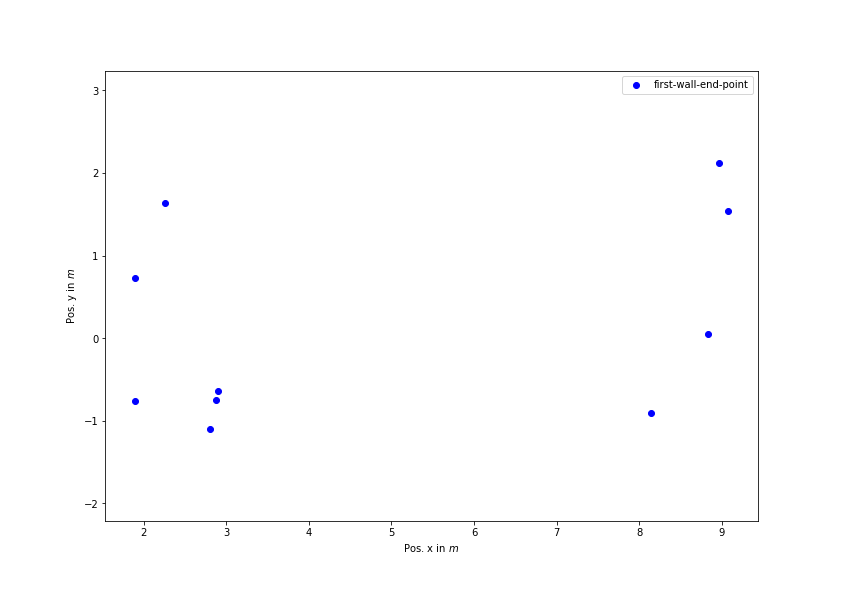 first-wall-end-point
3
2
1
0
−1
−2
Pos. y in m
2 3 4 5 6 7 8 9
Pos. x in m